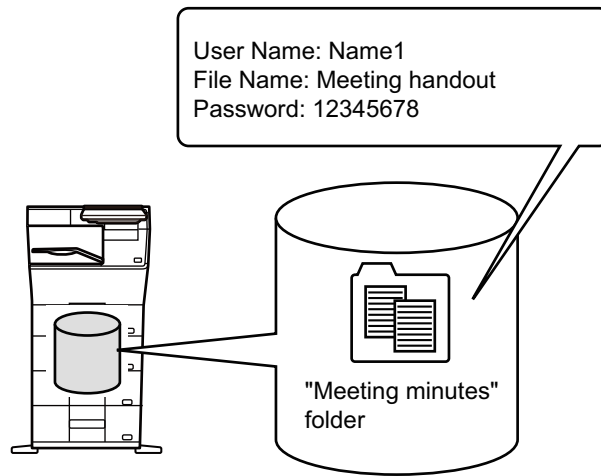 User Name: Name1
File Name: Meeting handout
Password: 12345678
"Meeting minutes"
folder